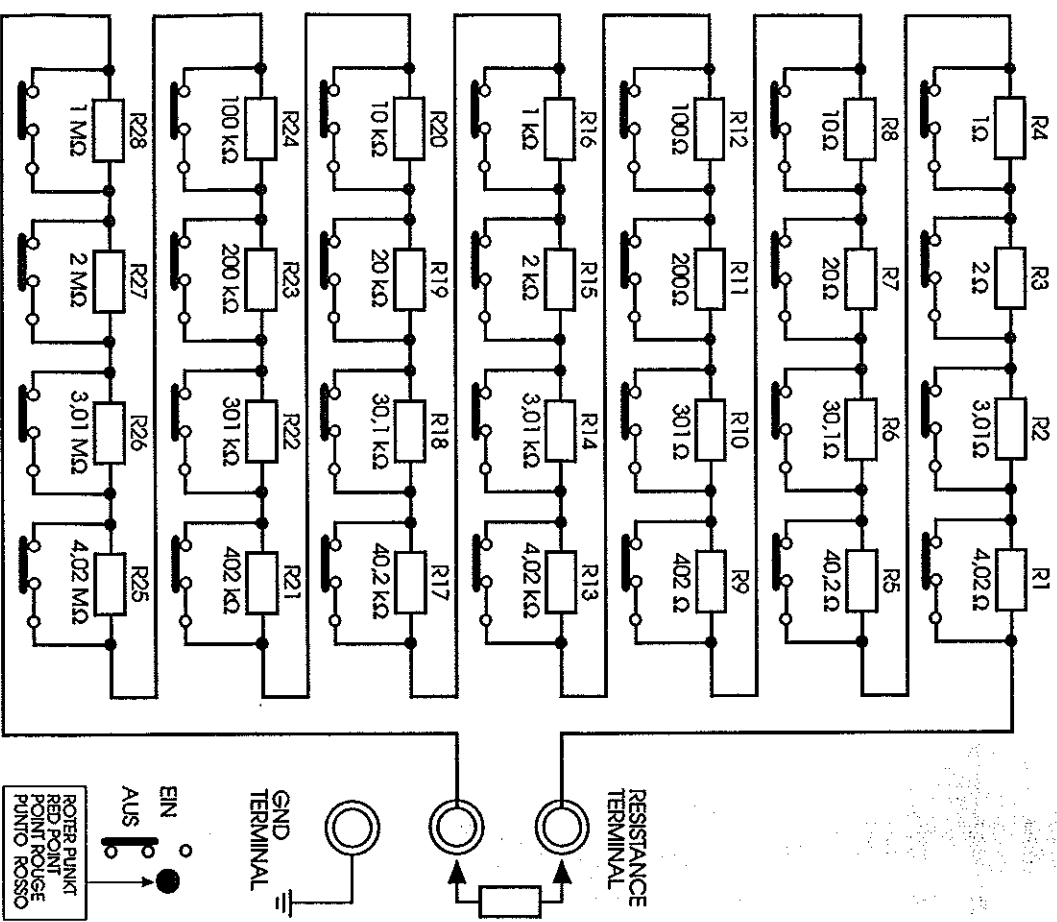 R4 R3 R2 R1
1Ω 2Ω 3,01Ω 4,02Ω
R8 R7 R6 R5
10Ω 20Ω 30,1Ω 40,2Ω
R12 R11 R10 R9
100Ω 200Ω 301Ω 402Ω
RESISTANCE
TERMINAL
R16 R15 R14 R13
1 kΩ 2 kΩ 3,01 kΩ 4,02 kΩ
R20 R19 R18 R17
10 kΩ 20 kΩ 30,1 kΩ 40,2 kΩ
GND
TERMINAL
R24 R23 R22 R21
100 kΩ 200 kΩ 301 kΩ 402 kΩ
R28 R27 R26 R25
1 MΩ 2 MΩ 3,01 MΩ 4,02 MΩ
EIN
AUS
ROTER PUNKT
RED POINT
POINT ROUGE
PUNTO ROSSO